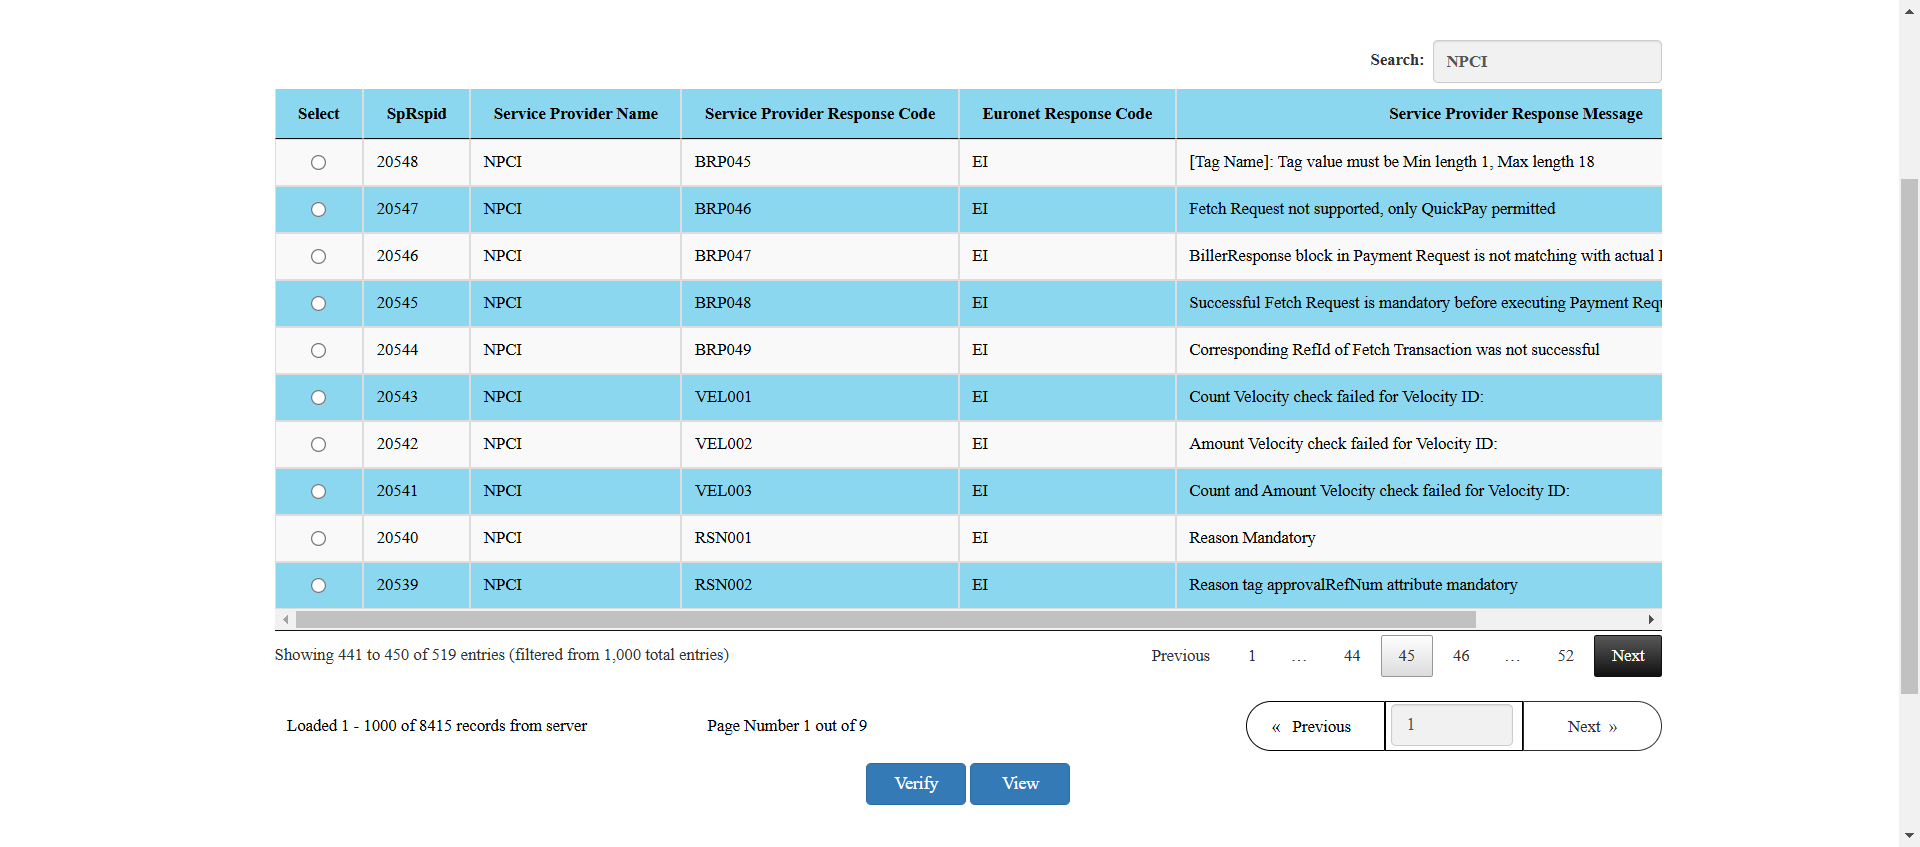 Search: NPCI
Select SpRspid Service Provider Name Service Provider Response Code Euronet Response Code Service Provider Response Message
20548 NPCI BRP045 EI [Tag Name]: Tag value must be Min length 1, Max length 18
20547 NPCI BRP046 EI Fetch Request not supported, only QuickPay permitted
20546 NPCI BRP047 EI BillerResponse block in Payment Request is not matching with actual
20545 NPCI BRP048 EI Successful Fetch Request is mandatory before executing Payment
20544 NPCI BRP049 EI Corresponding RefId of Fetch Transaction was not successful
20543 NPCI VEL001 EI Count Velocity check failed for Velocity ID:
20542 NPCI VEL002 EI Amount Velocity check failed for Velocity ID:
20541 NPCI VEL003 EI Count and Amount Velocity check failed for Velocity ID:
20540 NPCI RSN001 EI Reason Mandatory
20539 NPCI RSN002 EI Reason tag approvalRefNum attribute mandatory
Showing 441 to 450 of 519 entries (filtered from 1,000 total entries) Previous 1 … 44 45 46 … 52 Next
Loaded 1 - 1000 of 8415 records from server Page Number 1 out of 9 « Previous 1 Next »
Verify View